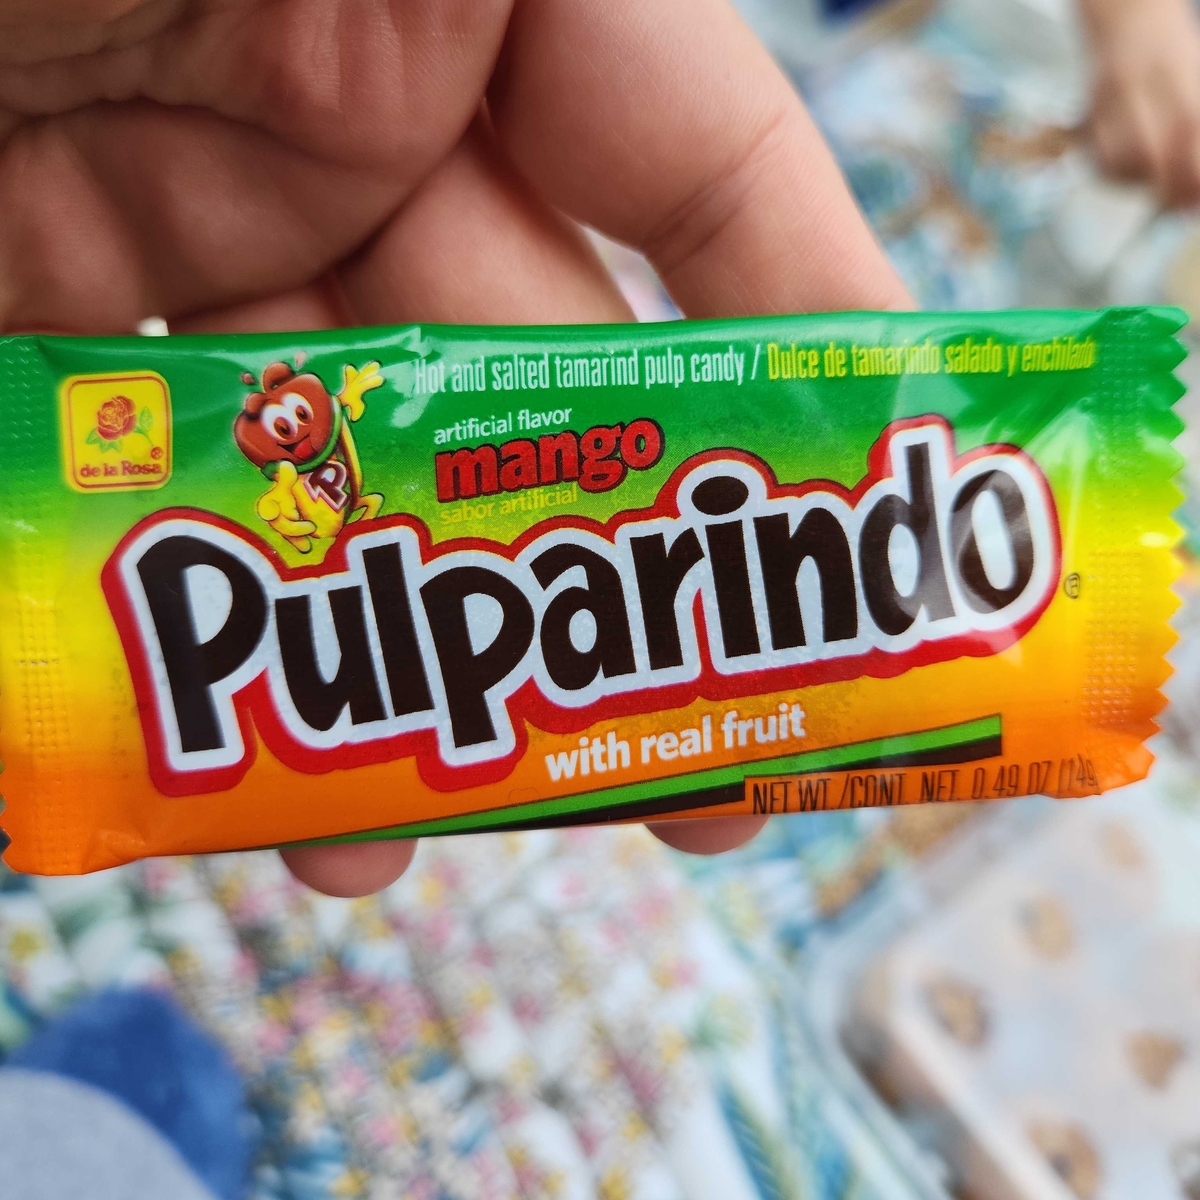 Hot and salted tamarind pulp candy / Dulce de tamarindo salado y enchilado
de la Rosa®
P
artificial flavor
mango
sabor artificial
Pulparindo®
with real fruit
NET WT./CONT. NET. 0.49 OZ (14g